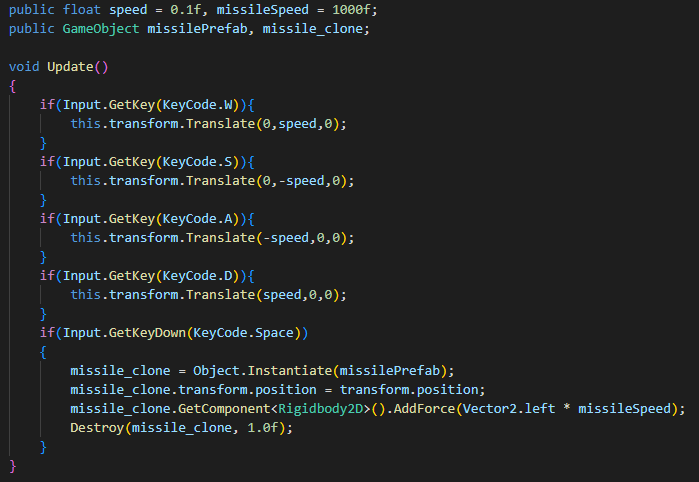 public float speed = 0.1f, missileSpeed = 1000f;
public GameObject missilePrefab, missile_clone;
void Update()
{
if(Input.GetKey(KeyCode.W)){
this.transform.Translate(0,speed,0);
}
if(Input.GetKey(KeyCode.S)){
this.transform.Translate(0,-speed,0);
}
if(Input.GetKey(KeyCode.A)){
this.transform.Translate(-speed,0,0);
}
if(Input.GetKey(KeyCode.D)){
this.transform.Translate(speed,0,0);
}
if(Input.GetKeyDown(KeyCode.Space))
{
missile_clone = Object.Instantiate(missilePrefab);
missile_clone.transform.position = transform.position;
missile_clone.GetComponent<Rigidbody2D>().AddForce(Vector2.left * missileSpeed);
Destroy(missile_clone, 1.0f);
}
}